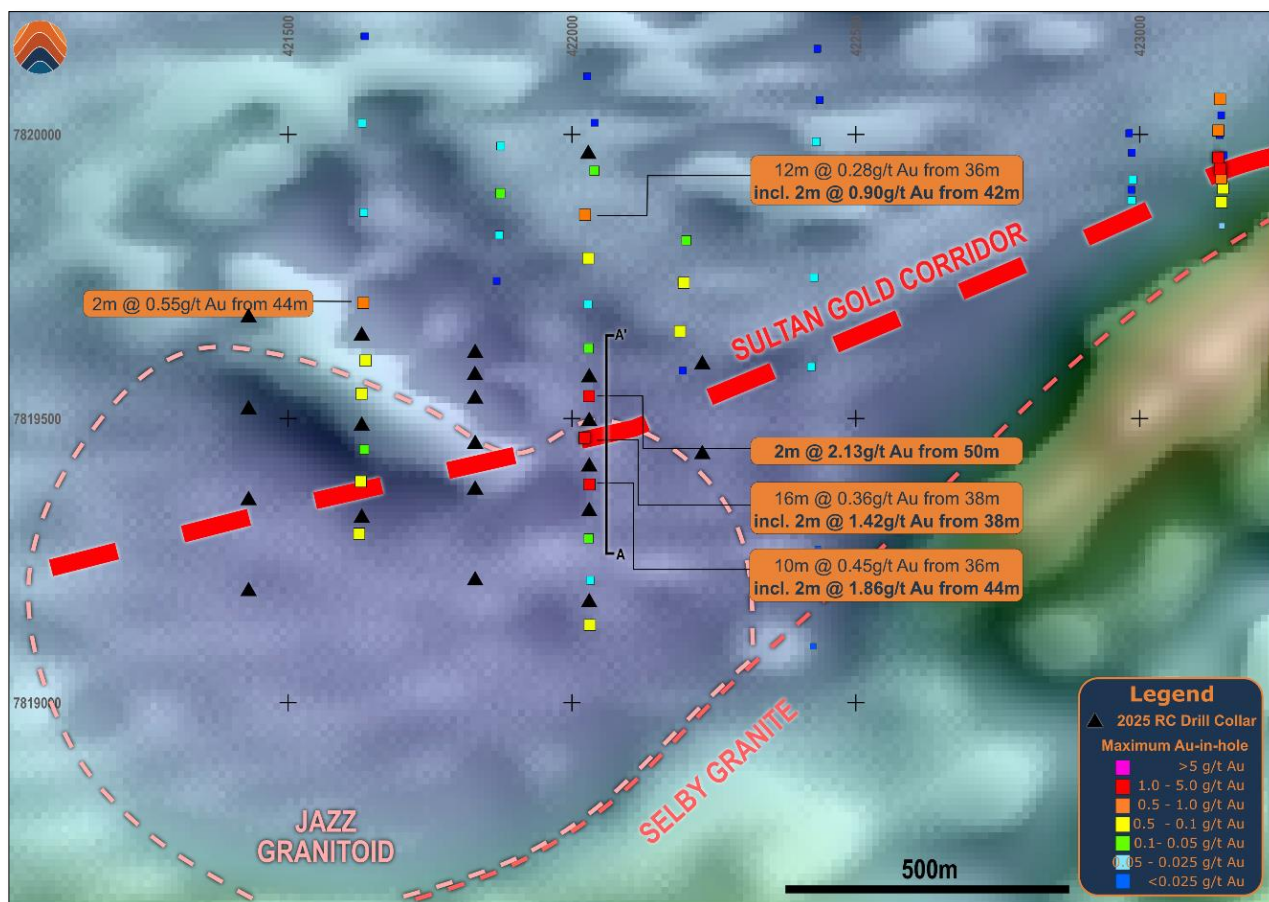 421500
422000
422500
423000
7820000
12m @ 0.28g/t Au from 36m
incl. 2m @ 0.90g/t Au from 42m
SULTAN GOLD CORRIDOR
2m @ 0.55g/t Au from 44m
A'
7819500
2m @ 2.13g/t Au from 50m
16m @ 0.36g/t Au from 38m
incl. 2m @ 1.42g/t Au from 38m
A
10m @ 0.45g/t Au from 36m
incl. 2m @ 1.86g/t Au from 44m
7819000
SELBY GRANITE
JAZZ
GRANITOID
500m
Legend
2025 RC Drill Collar
Maximum Au-in-hole
>5 g/t Au
1.0 - 5.0 g/t Au
0.5 - 1.0 g/t Au
0.5 - 0.1 g/t Au
0.1- 0.05 g/t Au
0.05 - 0.025 g/t Au
<0.025 g/t Au